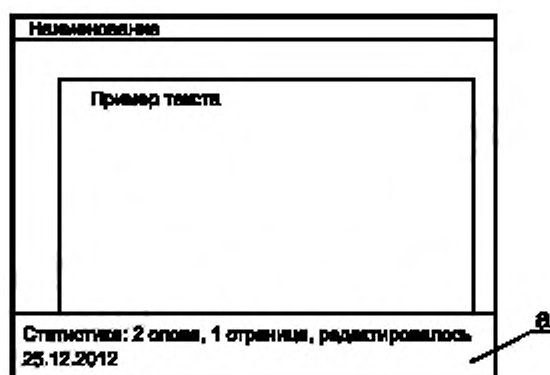 Наименование
Пример текста
Статистика: 2 слова, 1 страница, редактировалось
25.12.2012
a